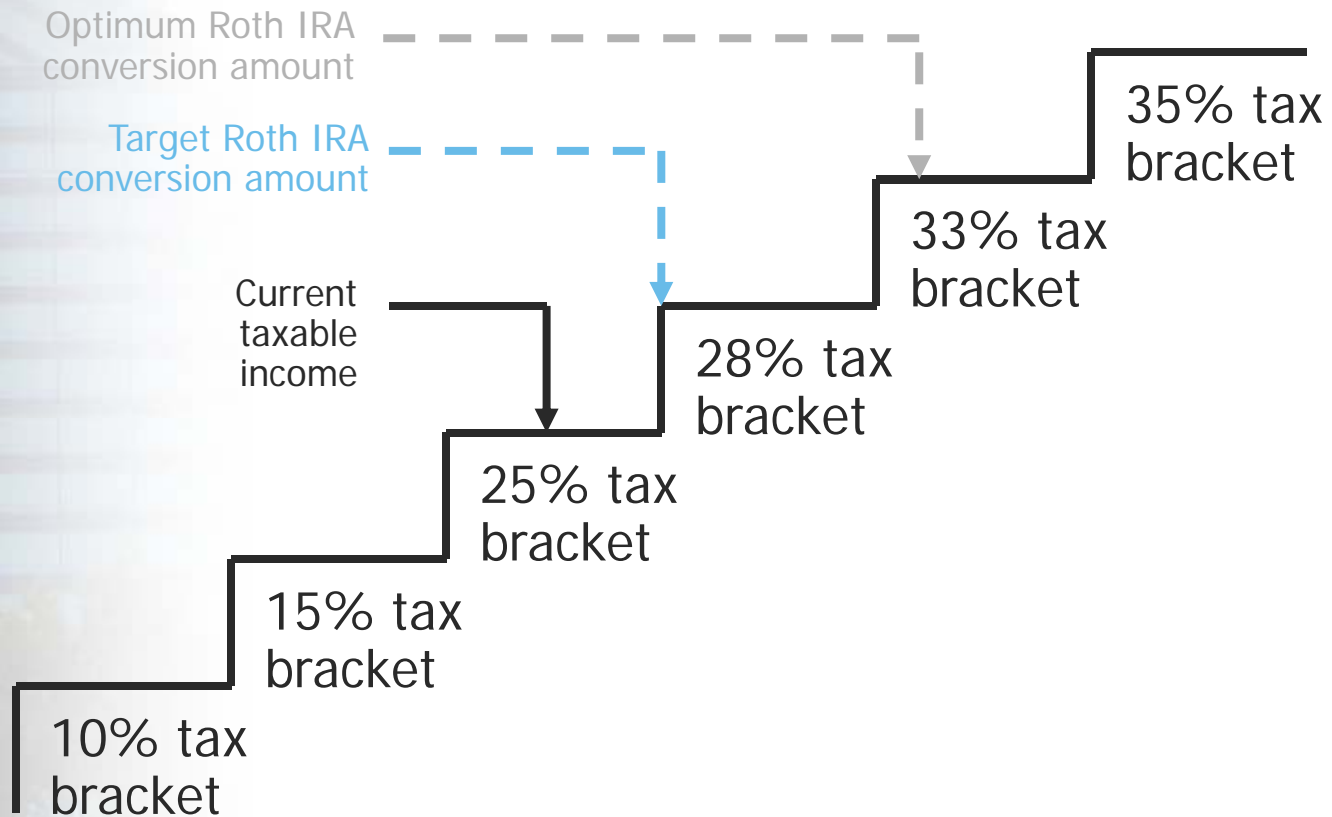 Optimum Roth IRA
conversion amount
Target Roth IRA
conversion amount
Current
taxable
income
35% tax
bracket
33% tax
bracket
28% tax
bracket
25% tax
bracket
15% tax
bracket
10% tax
bracket